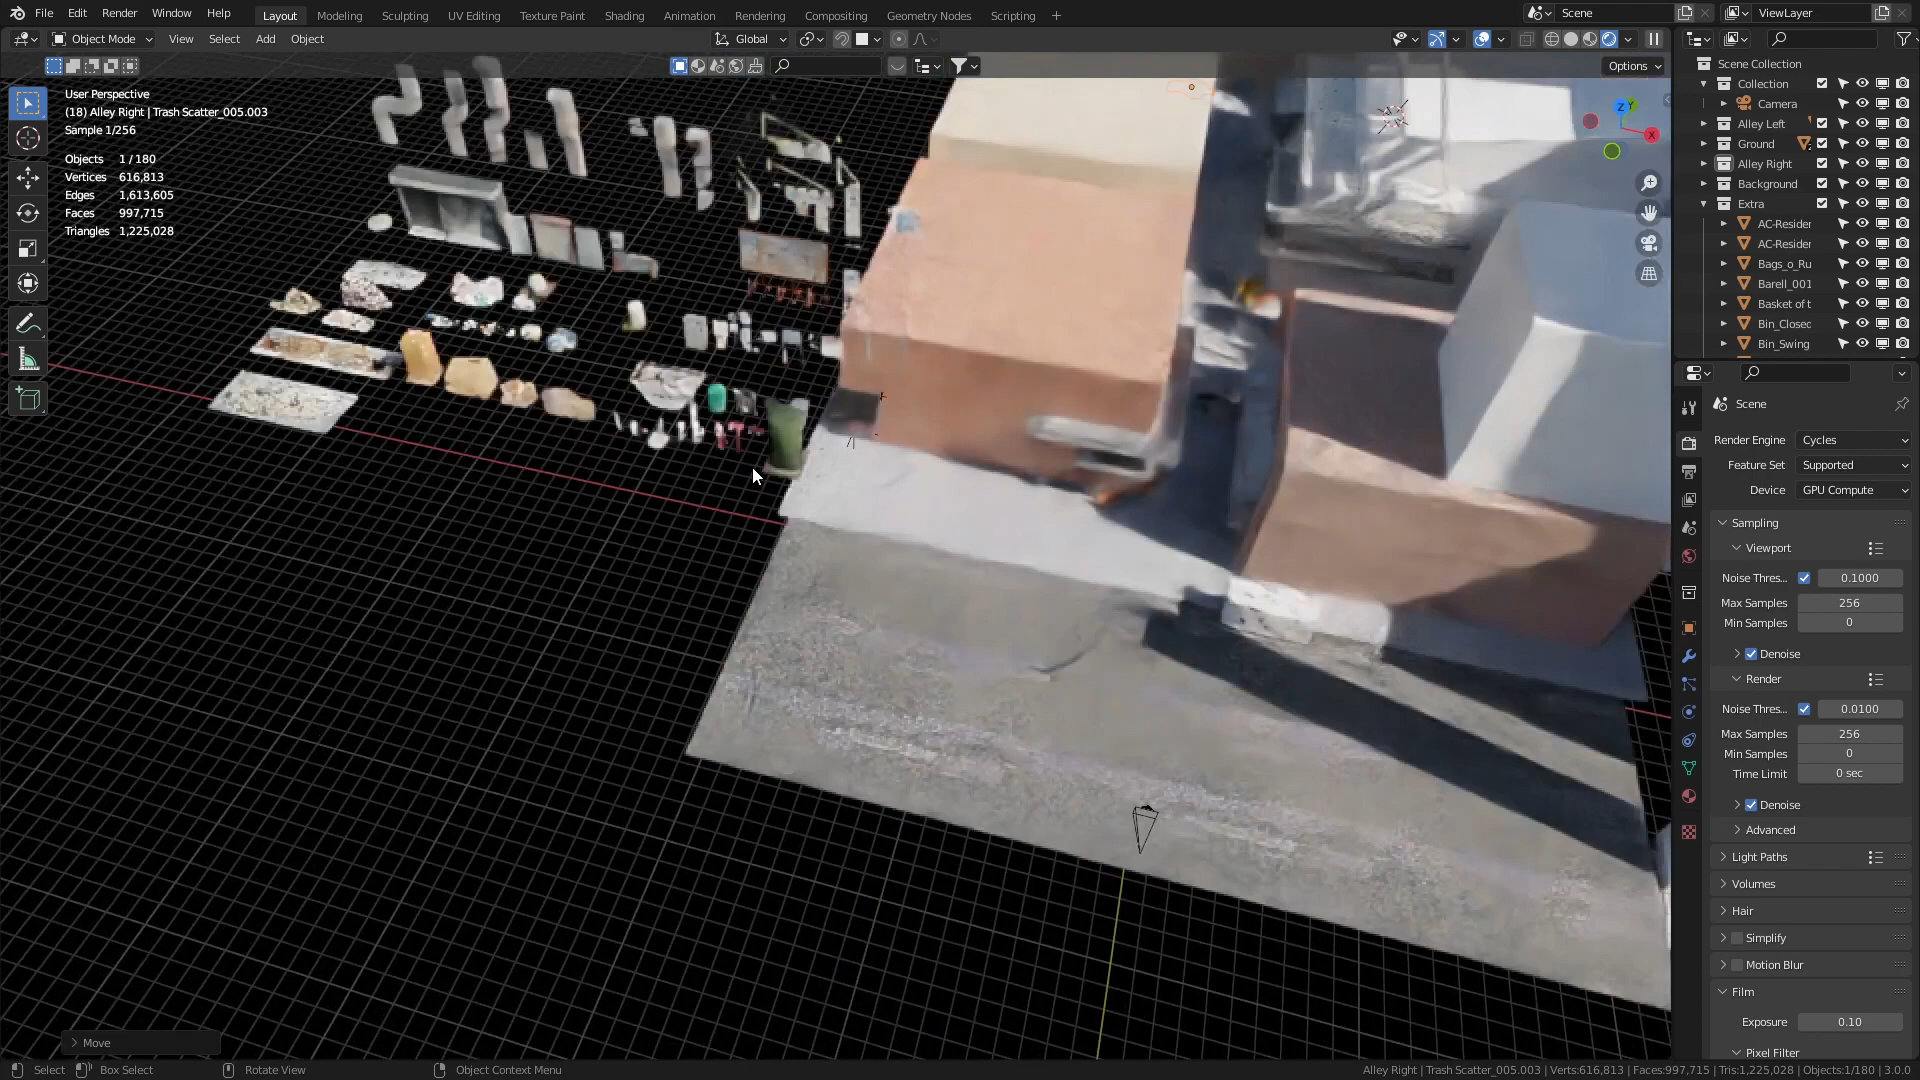 File Edit Render Window Help Layout Modeling Sculpting UV Editing Texture Paint Shading Animation Rendering Compositing Geometry Nodes Scripting + Scene ViewLayer
Object Mode View Select Add Object Global
Options
User Perspective
(18) Alley Right | Trash Scatter_005.003
Sample 1/256
Objects 1 / 180
Vertices 616,813
Edges 1,613,605
Faces 997,715
Triangles 1,225,028
Z
Y
X
Scene Collection
Collection
Camera
Alley Left
Ground
Alley Right
Background
Extra
AC-Resider
AC-Resider
Bags_o_Ru
Barell_001
Basket of t
Bin_Closec
Bin_Swing
Scene
Render Engine Cycles
Feature Set Supported
Device GPU Compute
Sampling
Viewport
Noise Thres... 0.1000
Max Samples 256
Min Samples 0
Denoise
Render
Noise Thres... 0.0100
Max Samples 256
Min Samples 0
Time Limit 0 sec
Denoise
Advanced
Light Paths
Volumes
Hair
Simplify
Motion Blur
Film
Exposure 0.10
Pixel Filter
Move
Select Box Select Rotate View Object Context Menu Alley Right | Trash Scatter_005.003 | Verts:616,813 | Faces:997,715 | Tris:1,225,028 | Objects:1/180 | 3.0.0